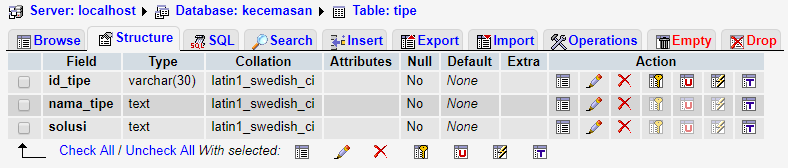 Server: localhost ▸ Database: kecemasan ▸ Table: tipe
Browse Structure SQL Search Insert Export Import Operations Empty Drop
Field Type Collation Attributes Null Default Extra Action
id_tipe varchar(30) latin1_swedish_ci No None
nama_tipe text latin1_swedish_ci No None
solusi text latin1_swedish_ci No None
Check All / Uncheck All With selected: